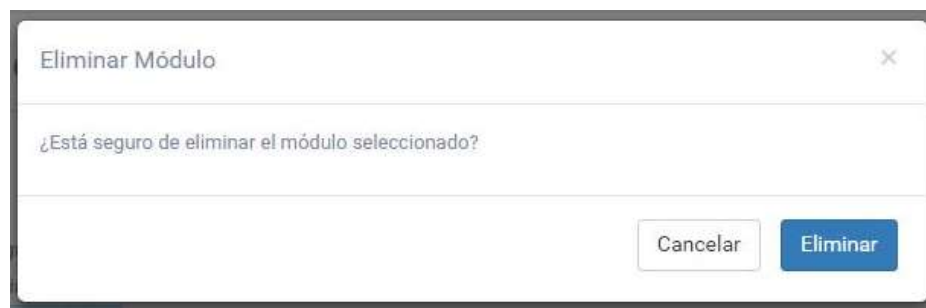 Eliminar Módulo
×
¿Está seguro de eliminar el módulo seleccionado?
Cancelar
Eliminar